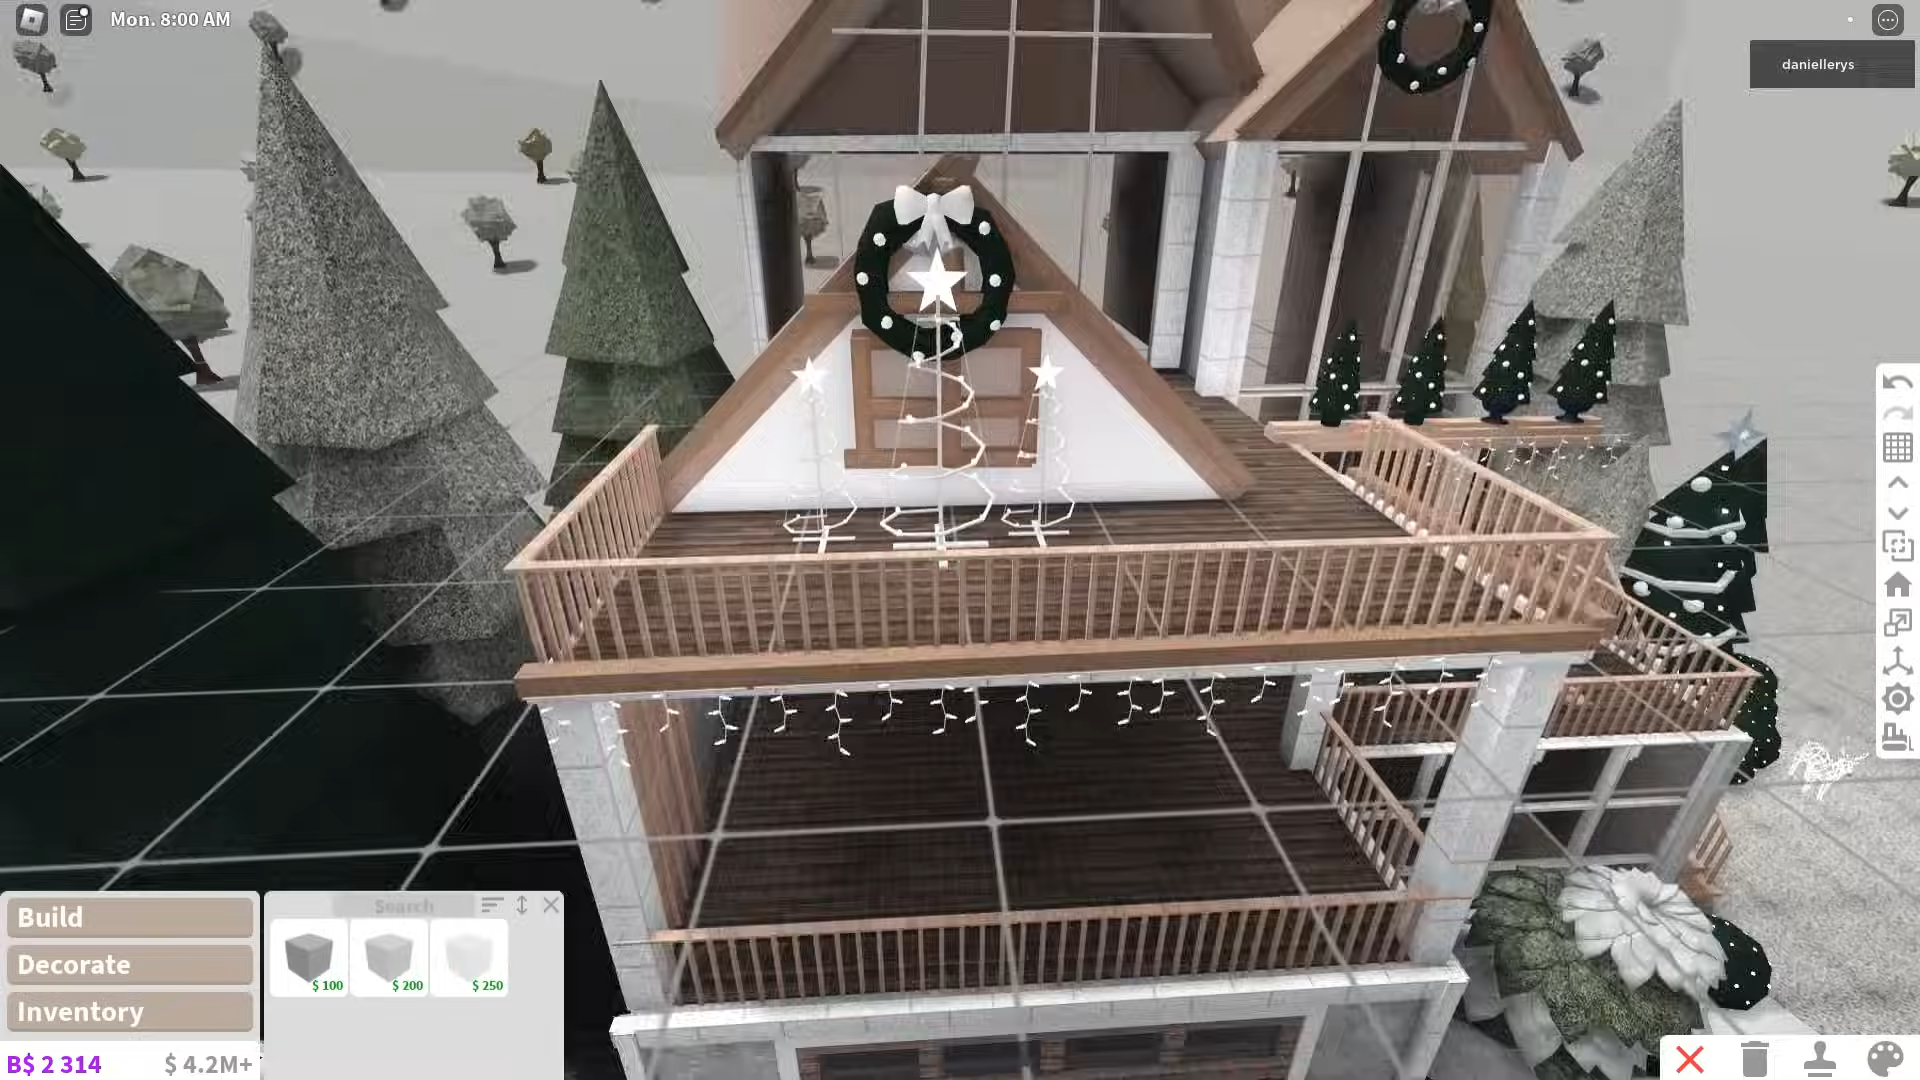 Mon. 8:00 AM
daniellerys
Build
Decorate
Inventory
B$ 2 314
$ 4.2M+
Search
$ 100
$ 200
$ 250